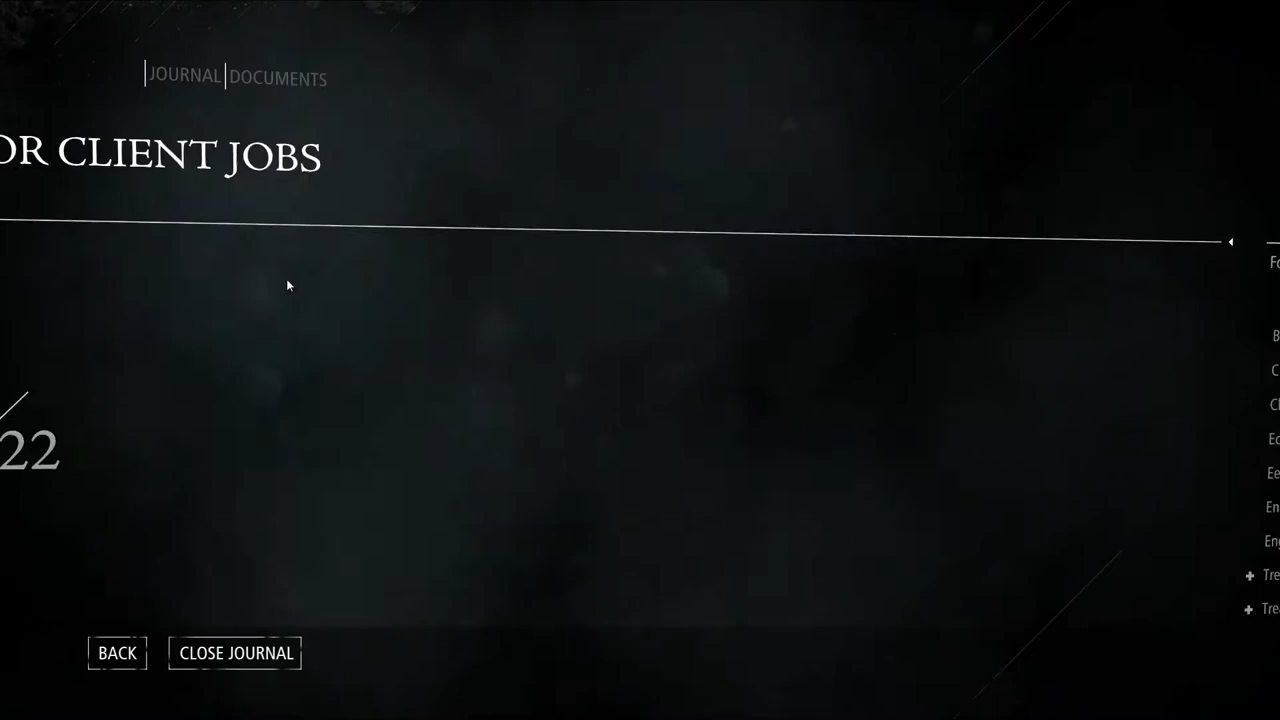 JOURNAL DOCUMENTS
OR CLIENT JOBS
22
BACK
CLOSE JOURNAL